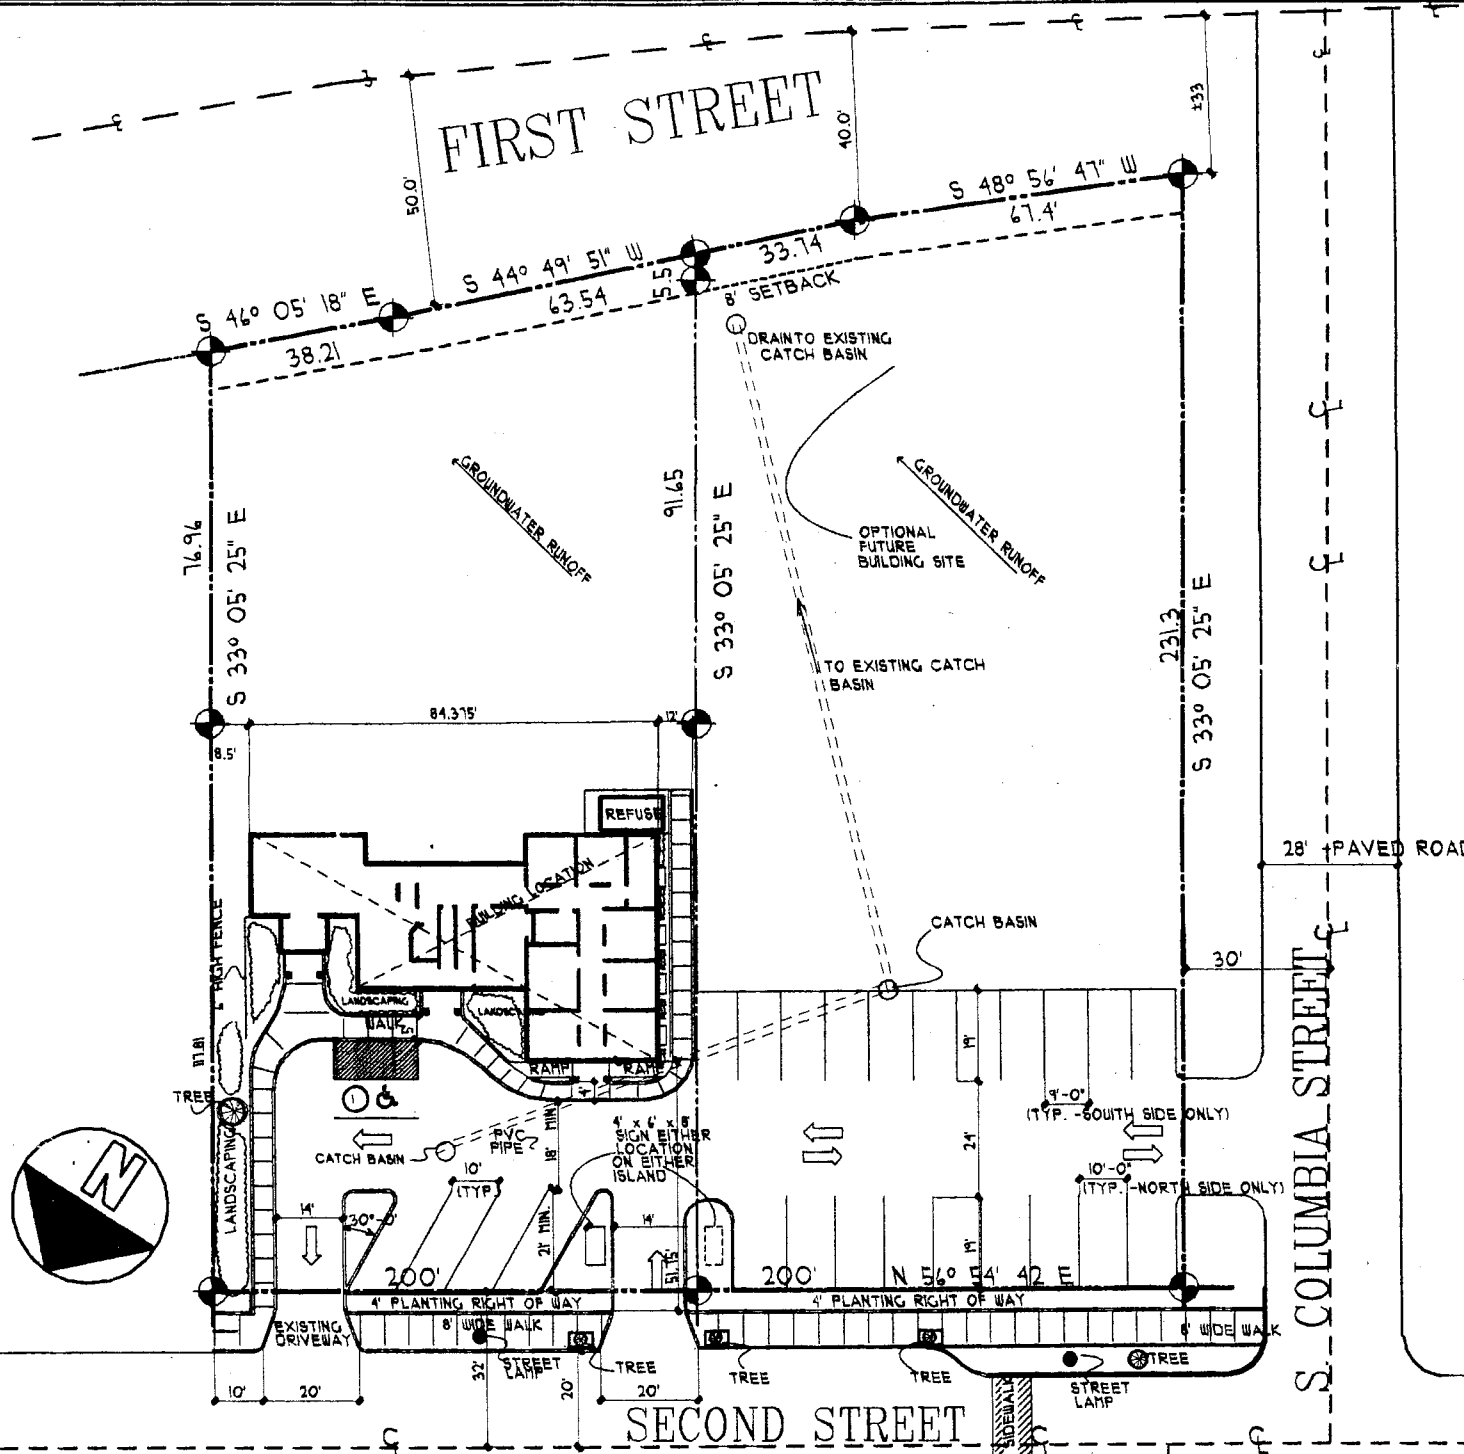 FIRST STREET
50.0'
40.0'
±33
S 46° 05' 18" E
38.21
S 44° 49' 51" W
63.54
5.5
33.74
S 48° 56' 47" W
67.4'
8' SETBACK
DRAIN TO EXISTING
CATCH BASIN
GROUNDWATER RUNOFF
GROUNDWATER RUNOFF
OPTIONAL
FUTURE
BUILDING SITE
76.96
S 33° 05' 25" E
91.65
S 33° 05' 25" E
231.3
S 33° 05' 25" E
TO EXISTING CATCH
BASIN
84.375'
12'
8.5'
REFUSE
BUILDING LOCATION
28' PAVED ROAD
HIGH FENCE
CATCH BASIN
30'
LANDSCAPING
WALK
5'
RAMP
RAMP
117.81
TREE
1
4'
LANDSCAPING
CATCH BASIN
PVC
PIPE
18' MIN.
4' x 6' x 8'
SIGN EITHER
LOCATION
ON EITHER
ISLAND
19'
9'-0"
(TYP. -SOUTH SIDE ONLY)
24'
10'-0"
(TYP. -NORTH SIDE ONLY)
19'
10'
(TYP.)
14'
30°-0'
21' MIN.
14'
51.75'
N
200'
200'
N 56° 54' 42 E
4' PLANTING RIGHT OF WAY
4' PLANTING RIGHT OF WAY
EXISTING
DRIVEWAY
8' WIDE WALK
8' WIDE WALK
STREET
LAMP
TREE
TREE
TREE
TREE
STREET
LAMP
10'
20'
32'
20'
20'
SIDEWALK
SECOND STREET
S. COLUMBIA STREET